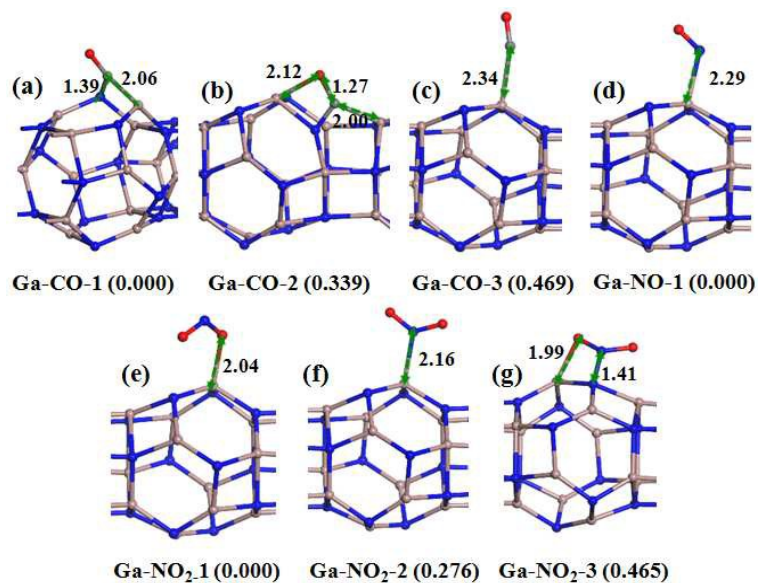 (a)
1.39
2.06
Ga-CO-1 (0.000)
(b)
2.12
1.27
2.00
Ga-CO-2 (0.339)
(c)
2.34
Ga-CO-3 (0.469)
(d)
2.29
Ga-NO-1 (0.000)
(e)
2.04
Ga-NO₂-1 (0.000)
(f)
2.16
Ga-NO₂-2 (0.276)
(g)
1.99
1.41
Ga-NO₂-3 (0.465)